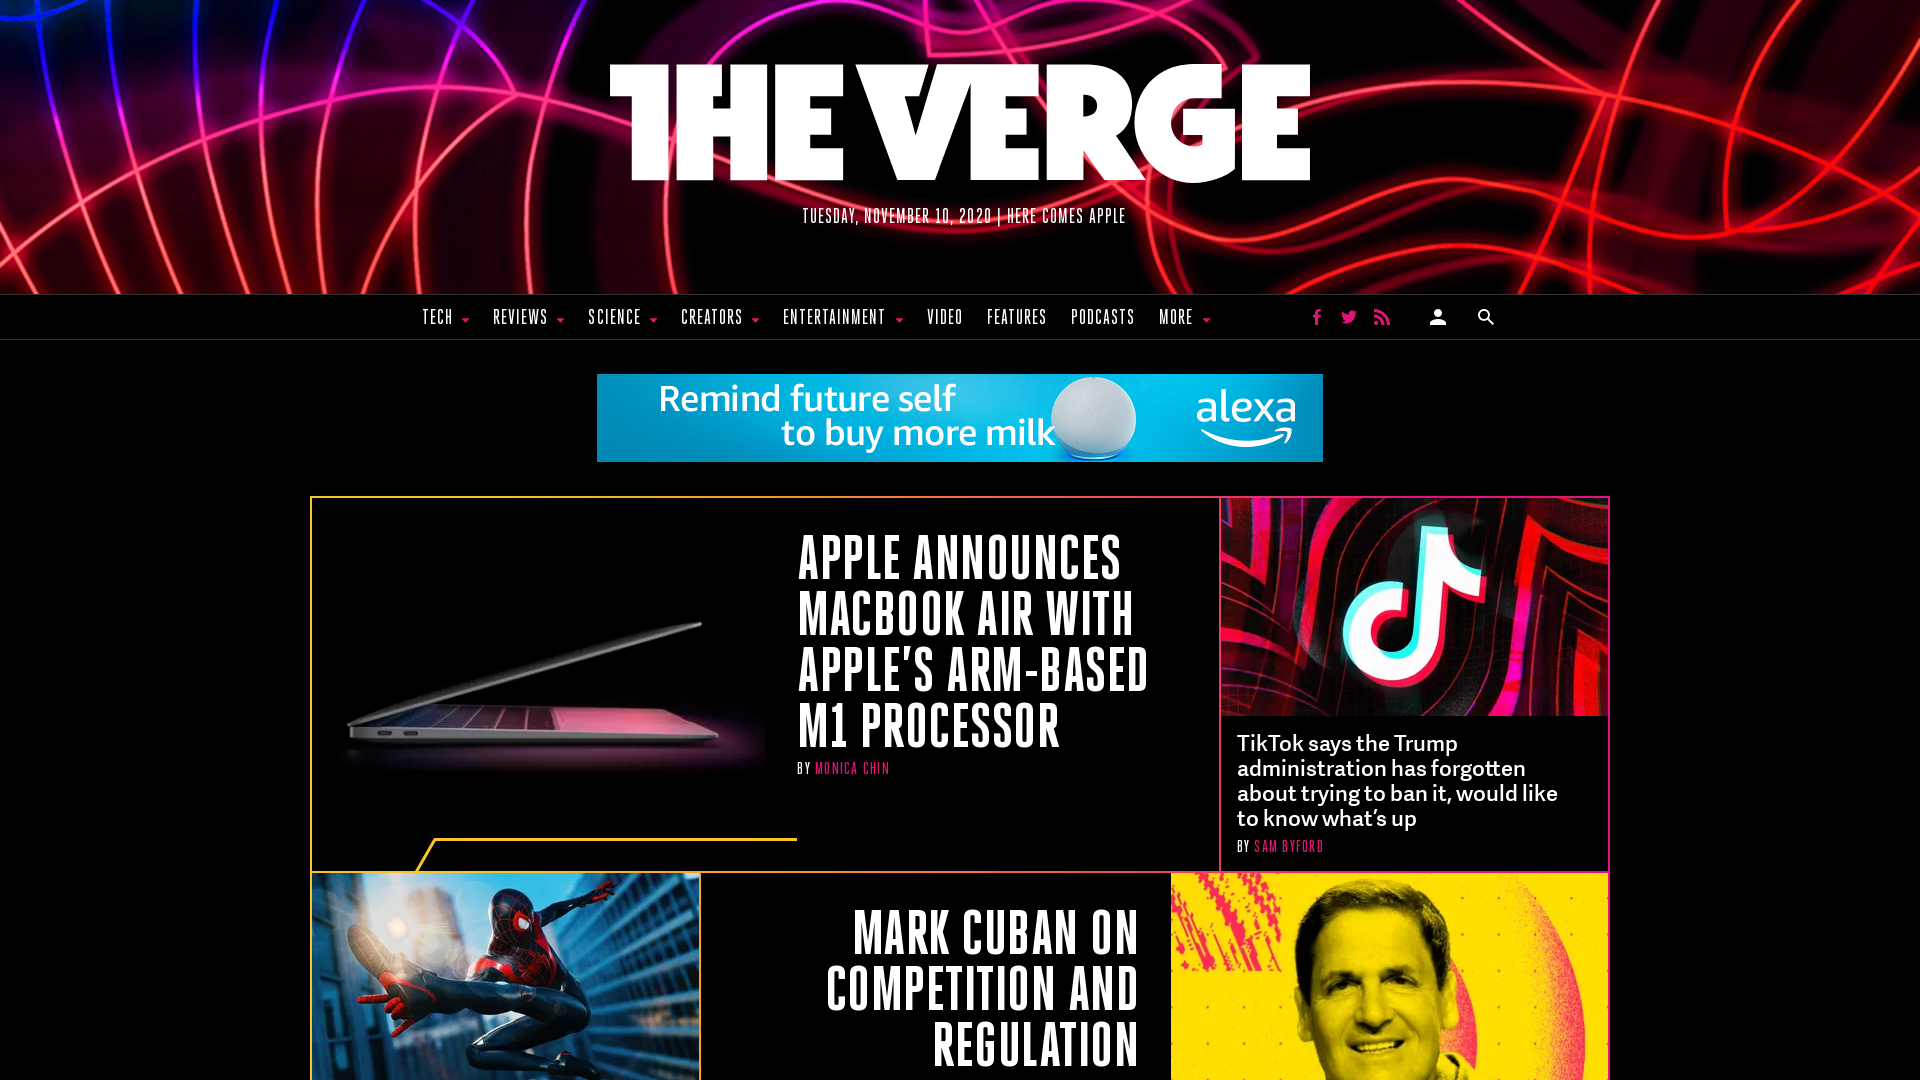 THE VERGE
TUESDAY, NOVEMBER 10, 2020 | HERE COMES APPLE
TECH REVIEWS SCIENCE CREATORS ENTERTAINMENT VIDEO FEATURES PODCASTS MORE
Remind future self
to buy more milk
alexa
APPLE ANNOUNCES
MACBOOK AIR WITH
APPLE'S ARM-BASED
M1 PROCESSOR
BY MONICA CHIN
TikTok says the Trump
administration has forgotten
about trying to ban it, would like
to know what’s up
BY SAM BYFORD
MARK CUBAN ON
COMPETITION AND
REGULATION